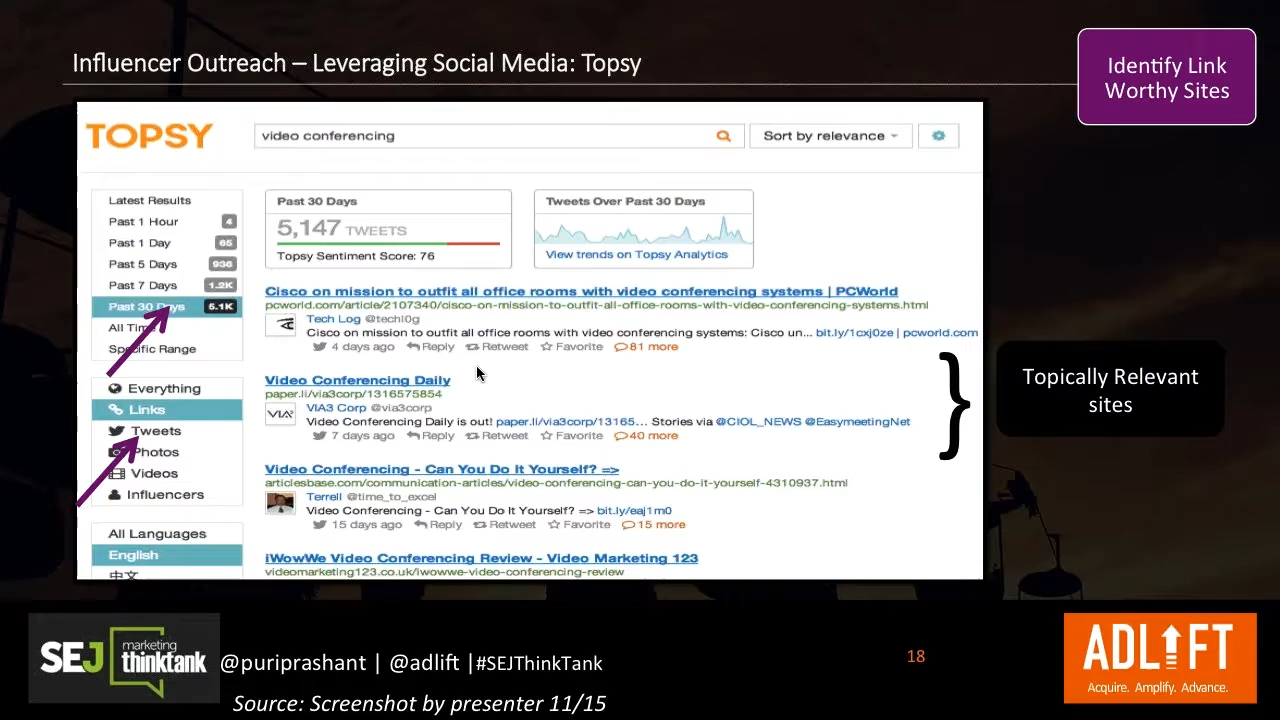 Influencer Outreach – Leveraging Social Media: Topsy
Identify Link
Worthy Sites
TOPSY
video conferencing
Sort by relevance
Latest Results
Past 1 Hour 4
Past 1 Day 65
Past 5 Days 936
Past 7 Days 1.2K
Past 30 Days 5.1K
All Time
Specific Range
Everything
Links
Tweets
Photos
Videos
Influencers
All Languages
English
中文
Past 30 Days
5,147 TWEETS
Topsy Sentiment Score: 76
Tweets Over Past 30 Days
View trends on Topsy Analytics
Cisco on mission to outfit all office rooms with video conferencing systems | PCWorld
pcworld.com/article/2107340/cisco-on-mission-to-outfit-all-office-rooms-with-video-conferencing-systems.html
Tech Log @techl0g
Cisco on mission to outfit all office rooms with video conferencing systems: Cisco un... bit.ly/1cxj0ze | pcworld.com
4 days ago Reply Retweet Favorite 81 more
Video Conferencing Daily
paper.li/via3corp/1316575854
VIA3 Corp @via3corp
VIA³
Video Conferencing Daily is out! paper.li/via3corp/13165... Stories via @CIOL_NEWS @EasymeetingNet
7 days ago Reply Retweet Favorite 40 more
Video Conferencing - Can You Do It Yourself? =>
articlesbase.com/communication-articles/video-conferencing-can-you-do-it-yourself-4310937.html
Terrell @time_to_excel
Video Conferencing - Can You Do It Yourself? => bit.ly/eaj1m0
15 days ago Reply Retweet Favorite 15 more
iWowWe Video Conferencing Review - Video Marketing 123
videomarketing123.co.uk/iwowwe-video-conferencing-review
}
Topically Relevant
sites
SEJ marketing
thinktank
@puriprashant | @adlift |#SEJThinkTank
Source: Screenshot by presenter 11/15
18
ADLIFT
Acquire. Amplify. Advance.